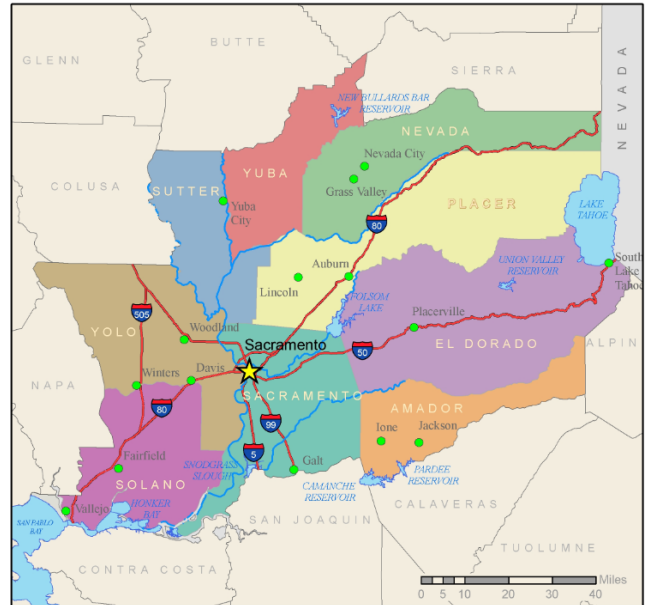 BUTTE
GLENN
SIERRA
NEVADA
NEW BULLARDS BAR
RESERVOIR
NEVADA
Nevada City
Grass Valley
YUBA
COLUSA
SUTTER
Yuba
City
PLACER
LAKE
TAHOE
80
South
Lake
Tahoe
UNION VALLEY
RESERVOIR
Auburn
Lincoln
FOLSOM
LAKE
505
Placerville
YOLO
Woodland
Sacramento
EL DORADO
50
ALPIN
Davis
Winters
NAPA
SACRAMENTO
AMADOR
80
99
Ione
Jackson
5
Fairfield
SNODGRASS
SLOUGH
Galt
PARDEE
RESERVOIR
SOLANO
CAMANCHE
RESERVOIR
CALAVERAS
Vallejo
HONKER
BAY
SAN PABLO
BAY
SAN JOAQUIN
TUOLUMNE
CONTRA COSTA
Miles
0 5 10 20 30 40